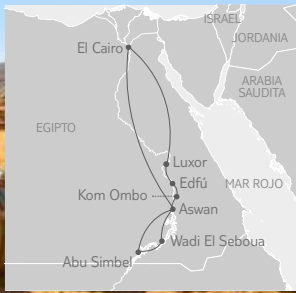 ISRAEL
El Cairo
JORDANIA
ARABIA
SAUDITA
EGIPTO
Luxor
Edfú
Kom Ombo
MAR ROJO
Aswan
Wadi El Seboua
Abu Simbel